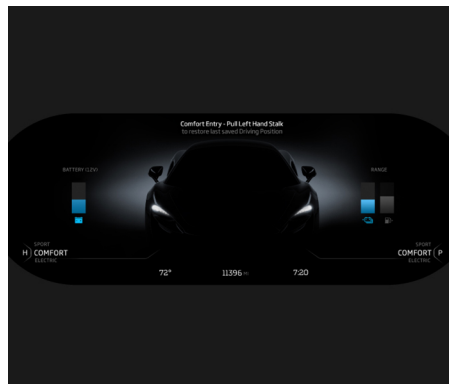 Comfort Entry - Pull Left Hand Stalk
to restore last saved Driving Position
BATTERY (12V)
RANGE
SPORT
H COMFORT
ELECTRIC
SPORT
COMFORT P
ELECTRIC
72°
11396 mi
7:20